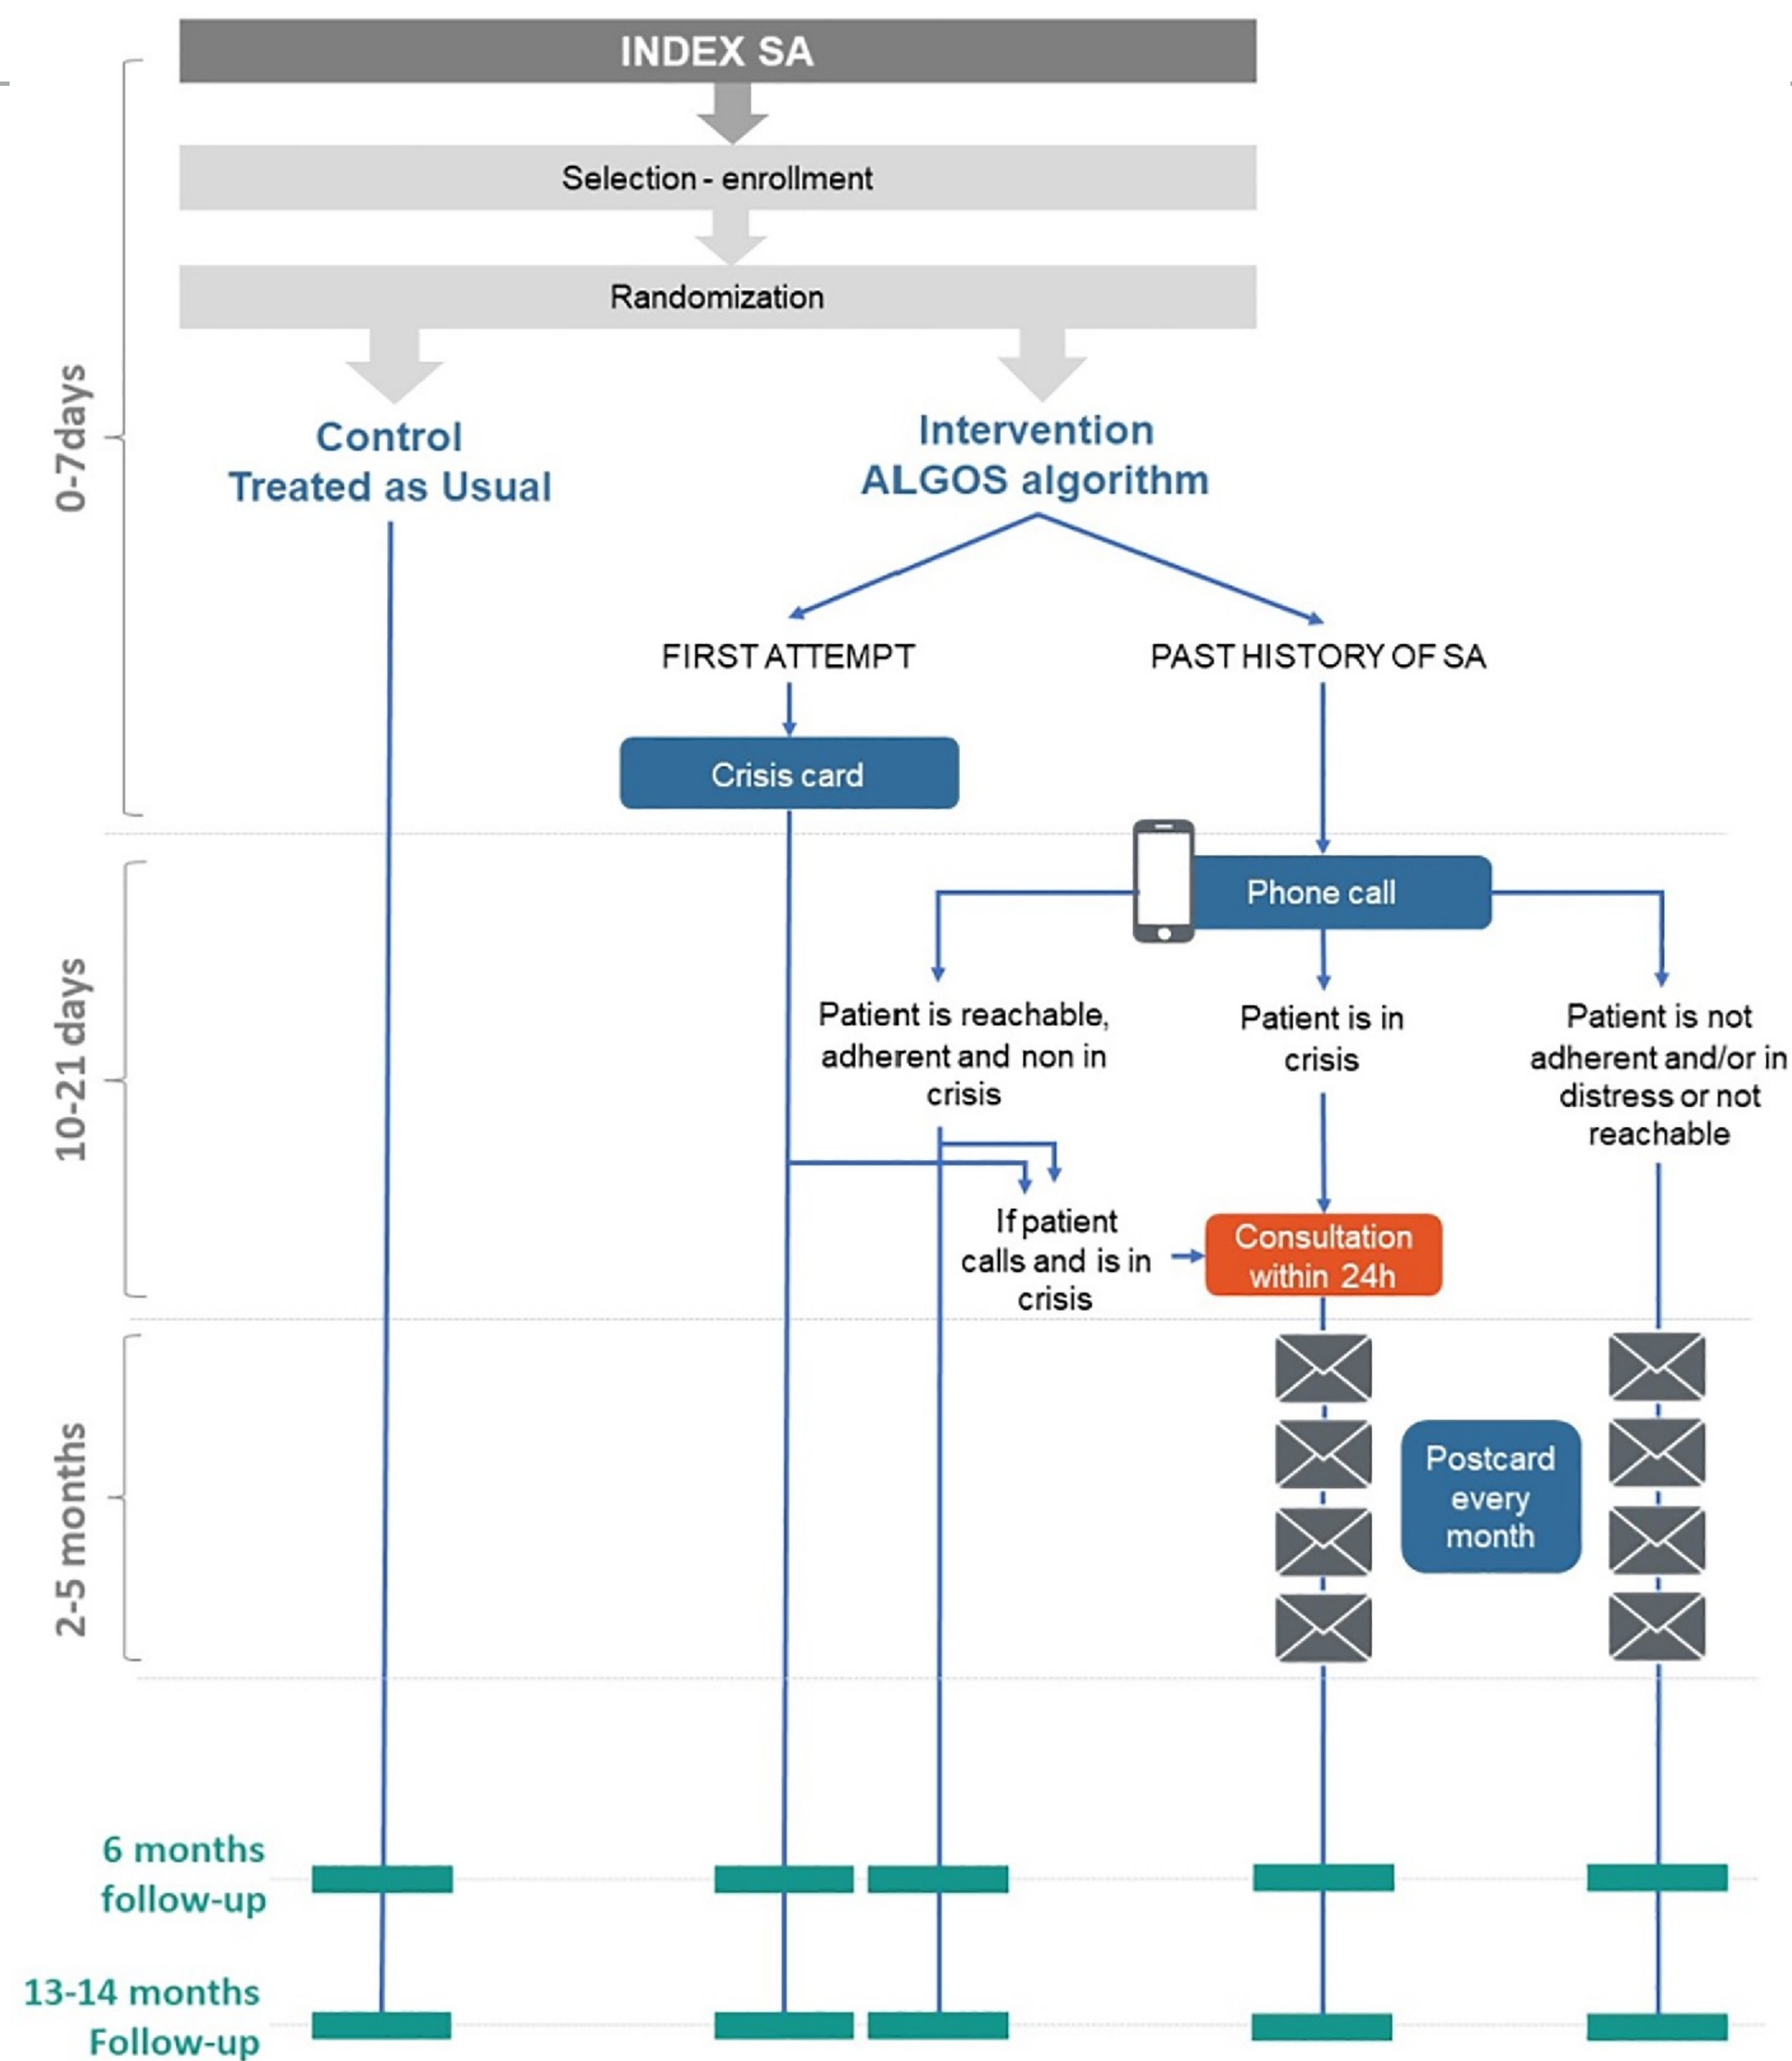 INDEX SA
Selection - enrollment
Randomization
0-7days
Control
Treated as Usual
Intervention
ALGOS algorithm
FIRST ATTEMPT
PAST HISTORY OF SA
Crisis card
10-21 days
Phone call
Patient is reachable,
adherent and non in
crisis
Patient is in
crisis
Patient is not
adherent and/or in
distress or not
reachable
If patient
calls and is in
crisis
Consultation
within 24h
2-5 months
Postcard
every
month
6 months
follow-up
13-14 months
Follow-up